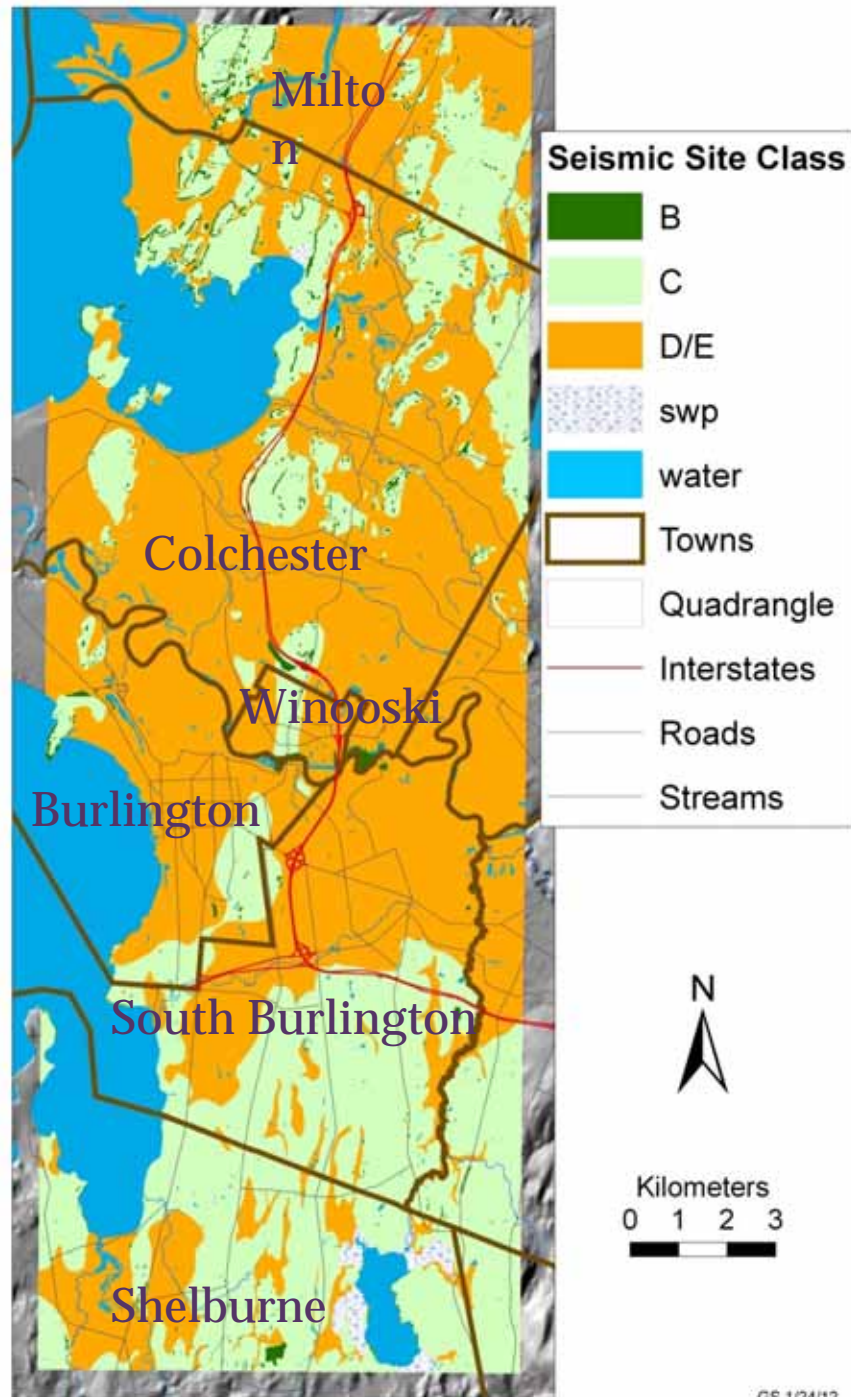 Milto
n
Seismic Site Class
B
C
D/E
swp
water
Towns
Quadrangle
Interstates
Roads
Streams
Colchester
Winooski
Burlington
South Burlington
Shelburne
N
Kilometers
0 1 2 3